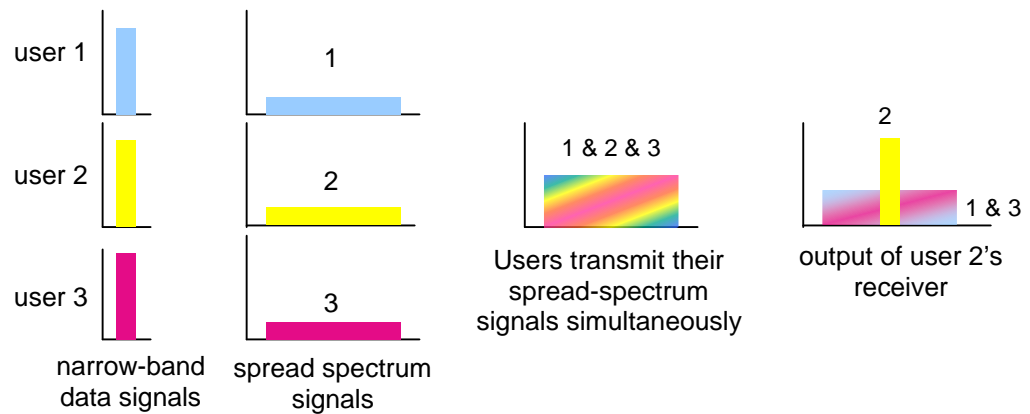 user 1
1
user 2
2
user 3
3
narrow-band
data signals
spread spectrum
signals
1 & 2 & 3
Users transmit their
spread-spectrum
signals simultaneously
2
1 & 3
output of user 2's
receiver